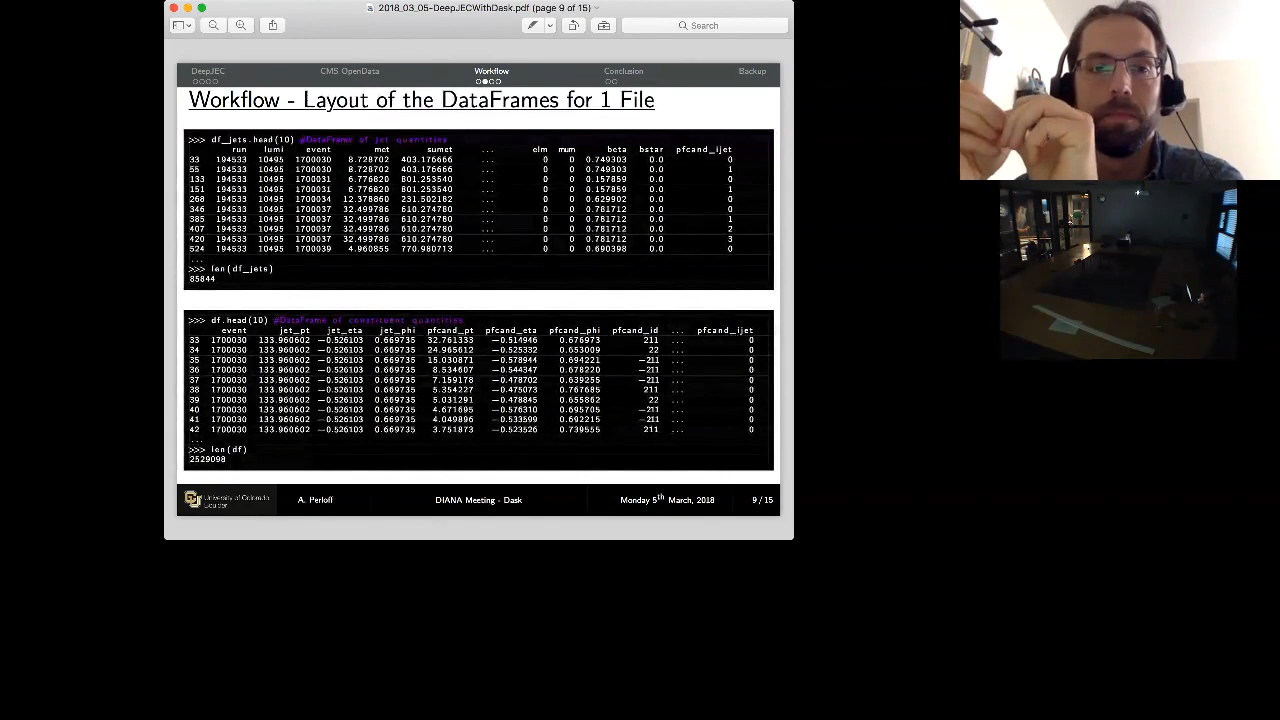 2018_03_05-DeepJECWithDask.pdf (page 9 of 15)
Search
DeepJEC CMS OpenData Workflow Conclusion Backup
Workflow - Layout of the DataFrames for 1 File
>>> df_jets.head(10) #DataFrame of jet quantities
run lumi event met sumet ... elm mum beta bstar pfcand_ijet
33 194533 10495 1700030 8.728702 403.176666 ... 0 0 0.749303 0.0 0
55 194533 10495 1700030 8.728702 403.176666 ... 0 0 0.749303 0.0 1
133 194533 10495 1700031 6.776820 801.253540 ... 0 0 0.157859 0.0 0
151 194533 10495 1700031 6.776820 801.253540 ... 0 0 0.157859 0.0 1
268 194533 10495 1700034 12.378860 231.502182 ... 0 0 0.629902 0.0 0
346 194533 10495 1700037 32.499786 610.274780 ... 0 0 0.781712 0.0 0
385 194533 10495 1700037 32.499786 610.274780 ... 0 0 0.781712 0.0 1
407 194533 10495 1700037 32.499786 610.274780 ... 0 0 0.781712 0.0 2
420 194533 10495 1700037 32.499786 610.274780 ... 0 0 0.781712 0.0 3
524 194533 10495 1700039 4.960855 770.980713 ... 0 0 0.690398 0.0 0
...
>>> len(df_jets)
85844
>>> df.head(10) #DataFrame of constituent quantities
event jet_pt jet_eta jet_phi pfcand_pt pfcand_eta pfcand_phi pfcand_id ... pfcand_ijet
33 1700030 133.960602 −0.526103 0.669735 32.761333 −0.514946 0.676973 211 ... 0
34 1700030 133.960602 −0.526103 0.669735 24.965612 −0.525332 0.653009 22 ... 0
35 1700030 133.960602 −0.526103 0.669735 15.030871 −0.578944 0.694221 −211 ... 0
36 1700030 133.960602 −0.526103 0.669735 8.534607 −0.544347 0.678220 −211 ... 0
37 1700030 133.960602 −0.526103 0.669735 7.159178 −0.478702 0.639255 −211 ... 0
38 1700030 133.960602 −0.526103 0.669735 5.354227 −0.475073 0.767685 211 ... 0
39 1700030 133.960602 −0.526103 0.669735 5.031291 −0.478845 0.655862 22 ... 0
40 1700030 133.960602 −0.526103 0.669735 4.671695 −0.576310 0.695705 −211 ... 0
41 1700030 133.960602 −0.526103 0.669735 4.049896 −0.533599 0.692215 −211 ... 0
42 1700030 133.960602 −0.526103 0.669735 3.751873 −0.523526 0.739555 211 ... 0
...
>>> len(df)
2529098
University of Colorado
Boulder
A. Perloff DIANA Meeting - Dask Monday 5th March, 2018 9 / 15